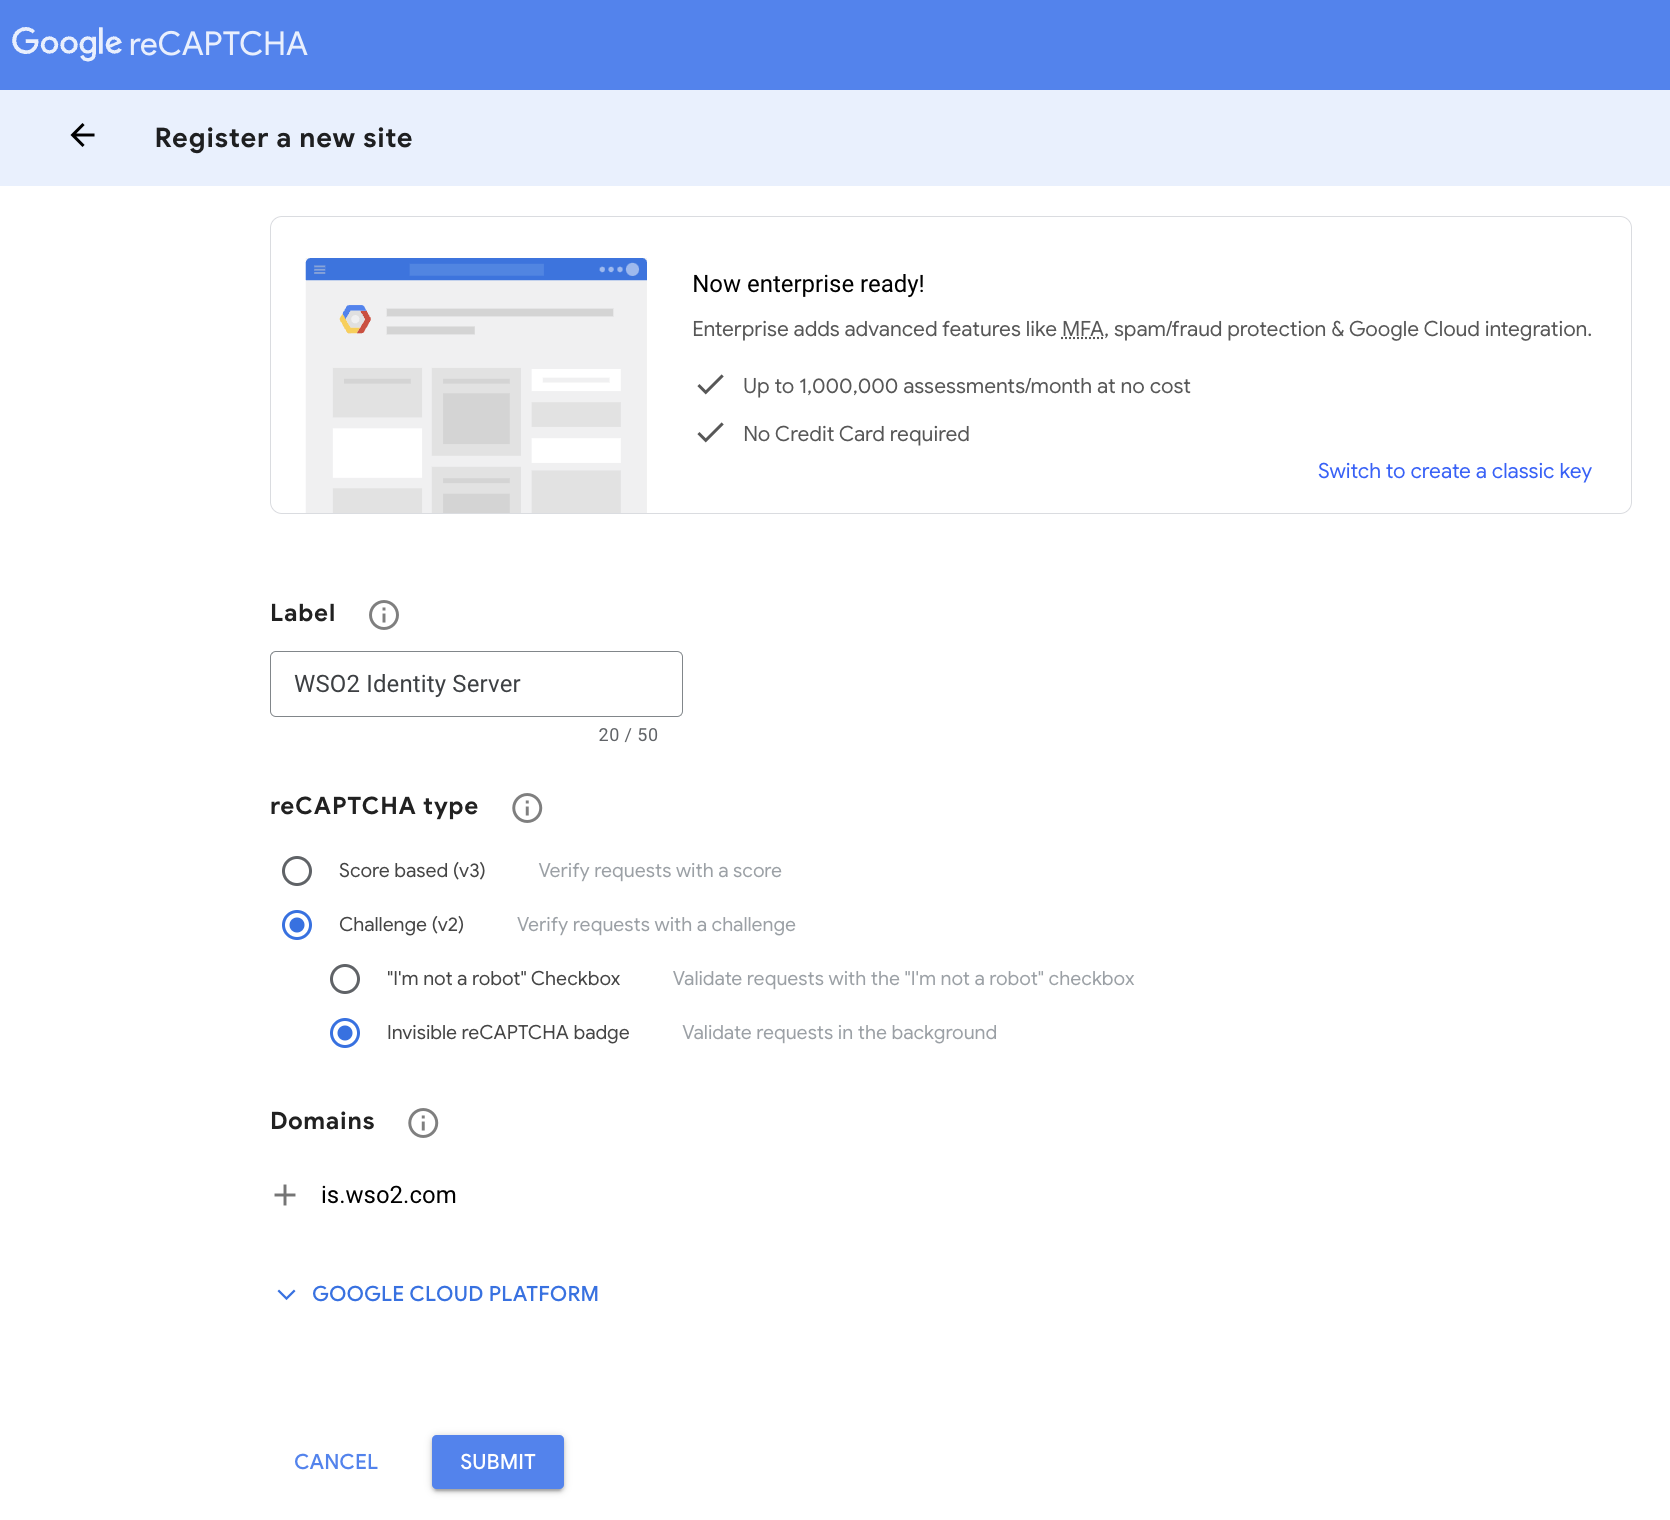 Google reCAPTCHA
Register a new site
Now enterprise ready!
Enterprise adds advanced features like MFA, spam/fraud protection & Google Cloud integration.
Up to 1,000,000 assessments/month at no cost
No Credit Card required
Switch to create a classic key
Label
WSO2 Identity Server
20 / 50
reCAPTCHA type
Score based (v3) Verify requests with a score
Challenge (v2) Verify requests with a challenge
"I'm not a robot" Checkbox Validate requests with the "I'm not a robot" checkbox
Invisible reCAPTCHA badge Validate requests in the background
Domains
is.wso2.com
GOOGLE CLOUD PLATFORM
CANCEL SUBMIT